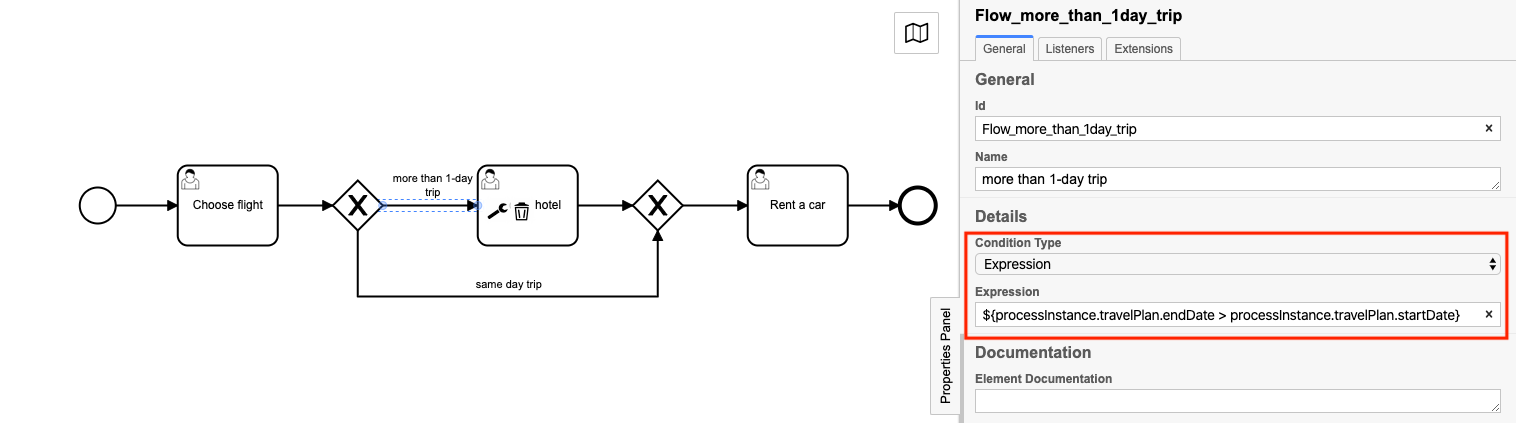 Choose flight
X
more than 1-day
trip
hotel
X
Rent a car
same day trip
Properties Panel
Flow_more_than_1day_trip
General
Listeners
Extensions
General
Id
Flow_more_than_1day_trip
Name
more than 1-day trip
Details
Condition Type
Expression
Expression
${processInstance.travelPlan.endDate > processInstance.travelPlan.startDate}
Documentation
Element Documentation